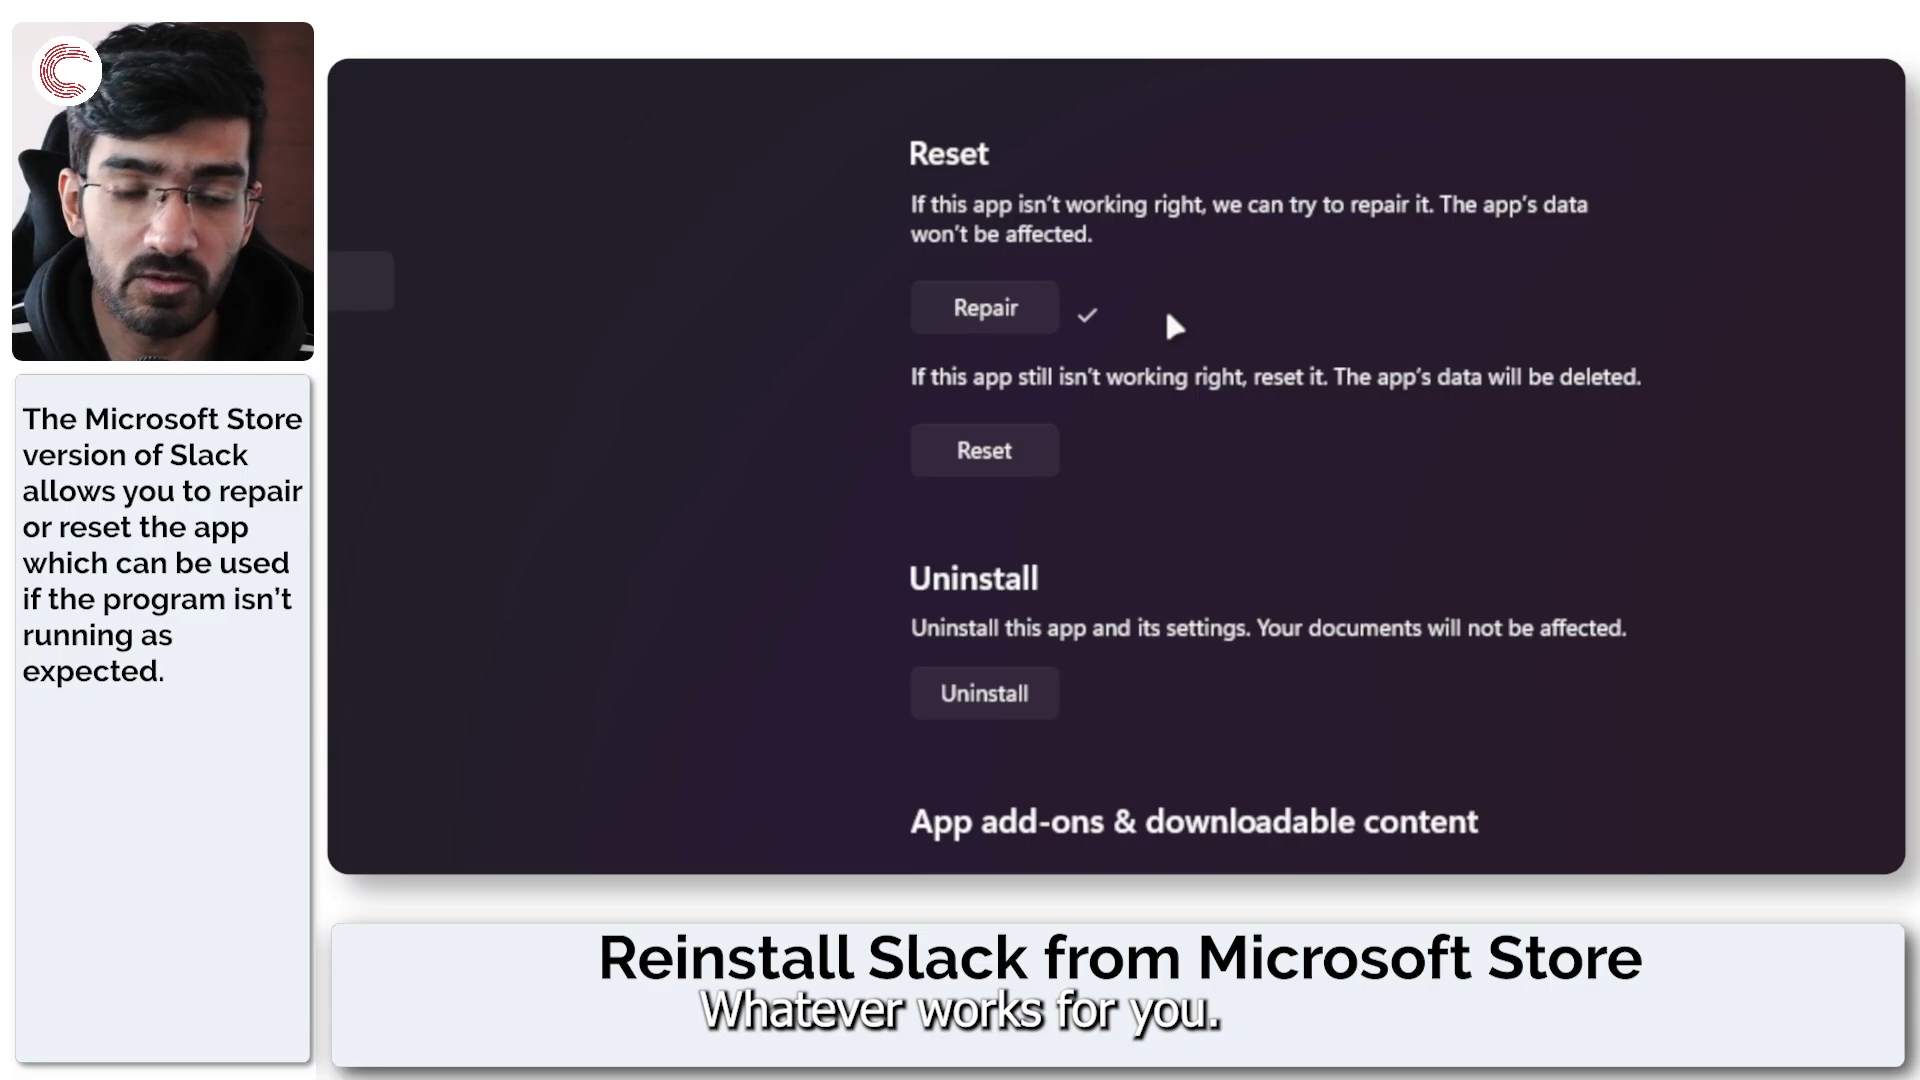 The Microsoft Store
version of Slack
allows you to repair
or reset the app
which can be used
if the program isn't
running as
expected.
Reset
If this app isn't working right, we can try to repair it. The app's data
won't be affected.
Repair
If this app still isn't working right, reset it. The app's data will be deleted.
Reset
Uninstall
Uninstall this app and its settings. Your documents will not be affected.
Uninstall
App add-ons & downloadable content
Reinstall Slack from Microsoft Store
Whatever works for you.